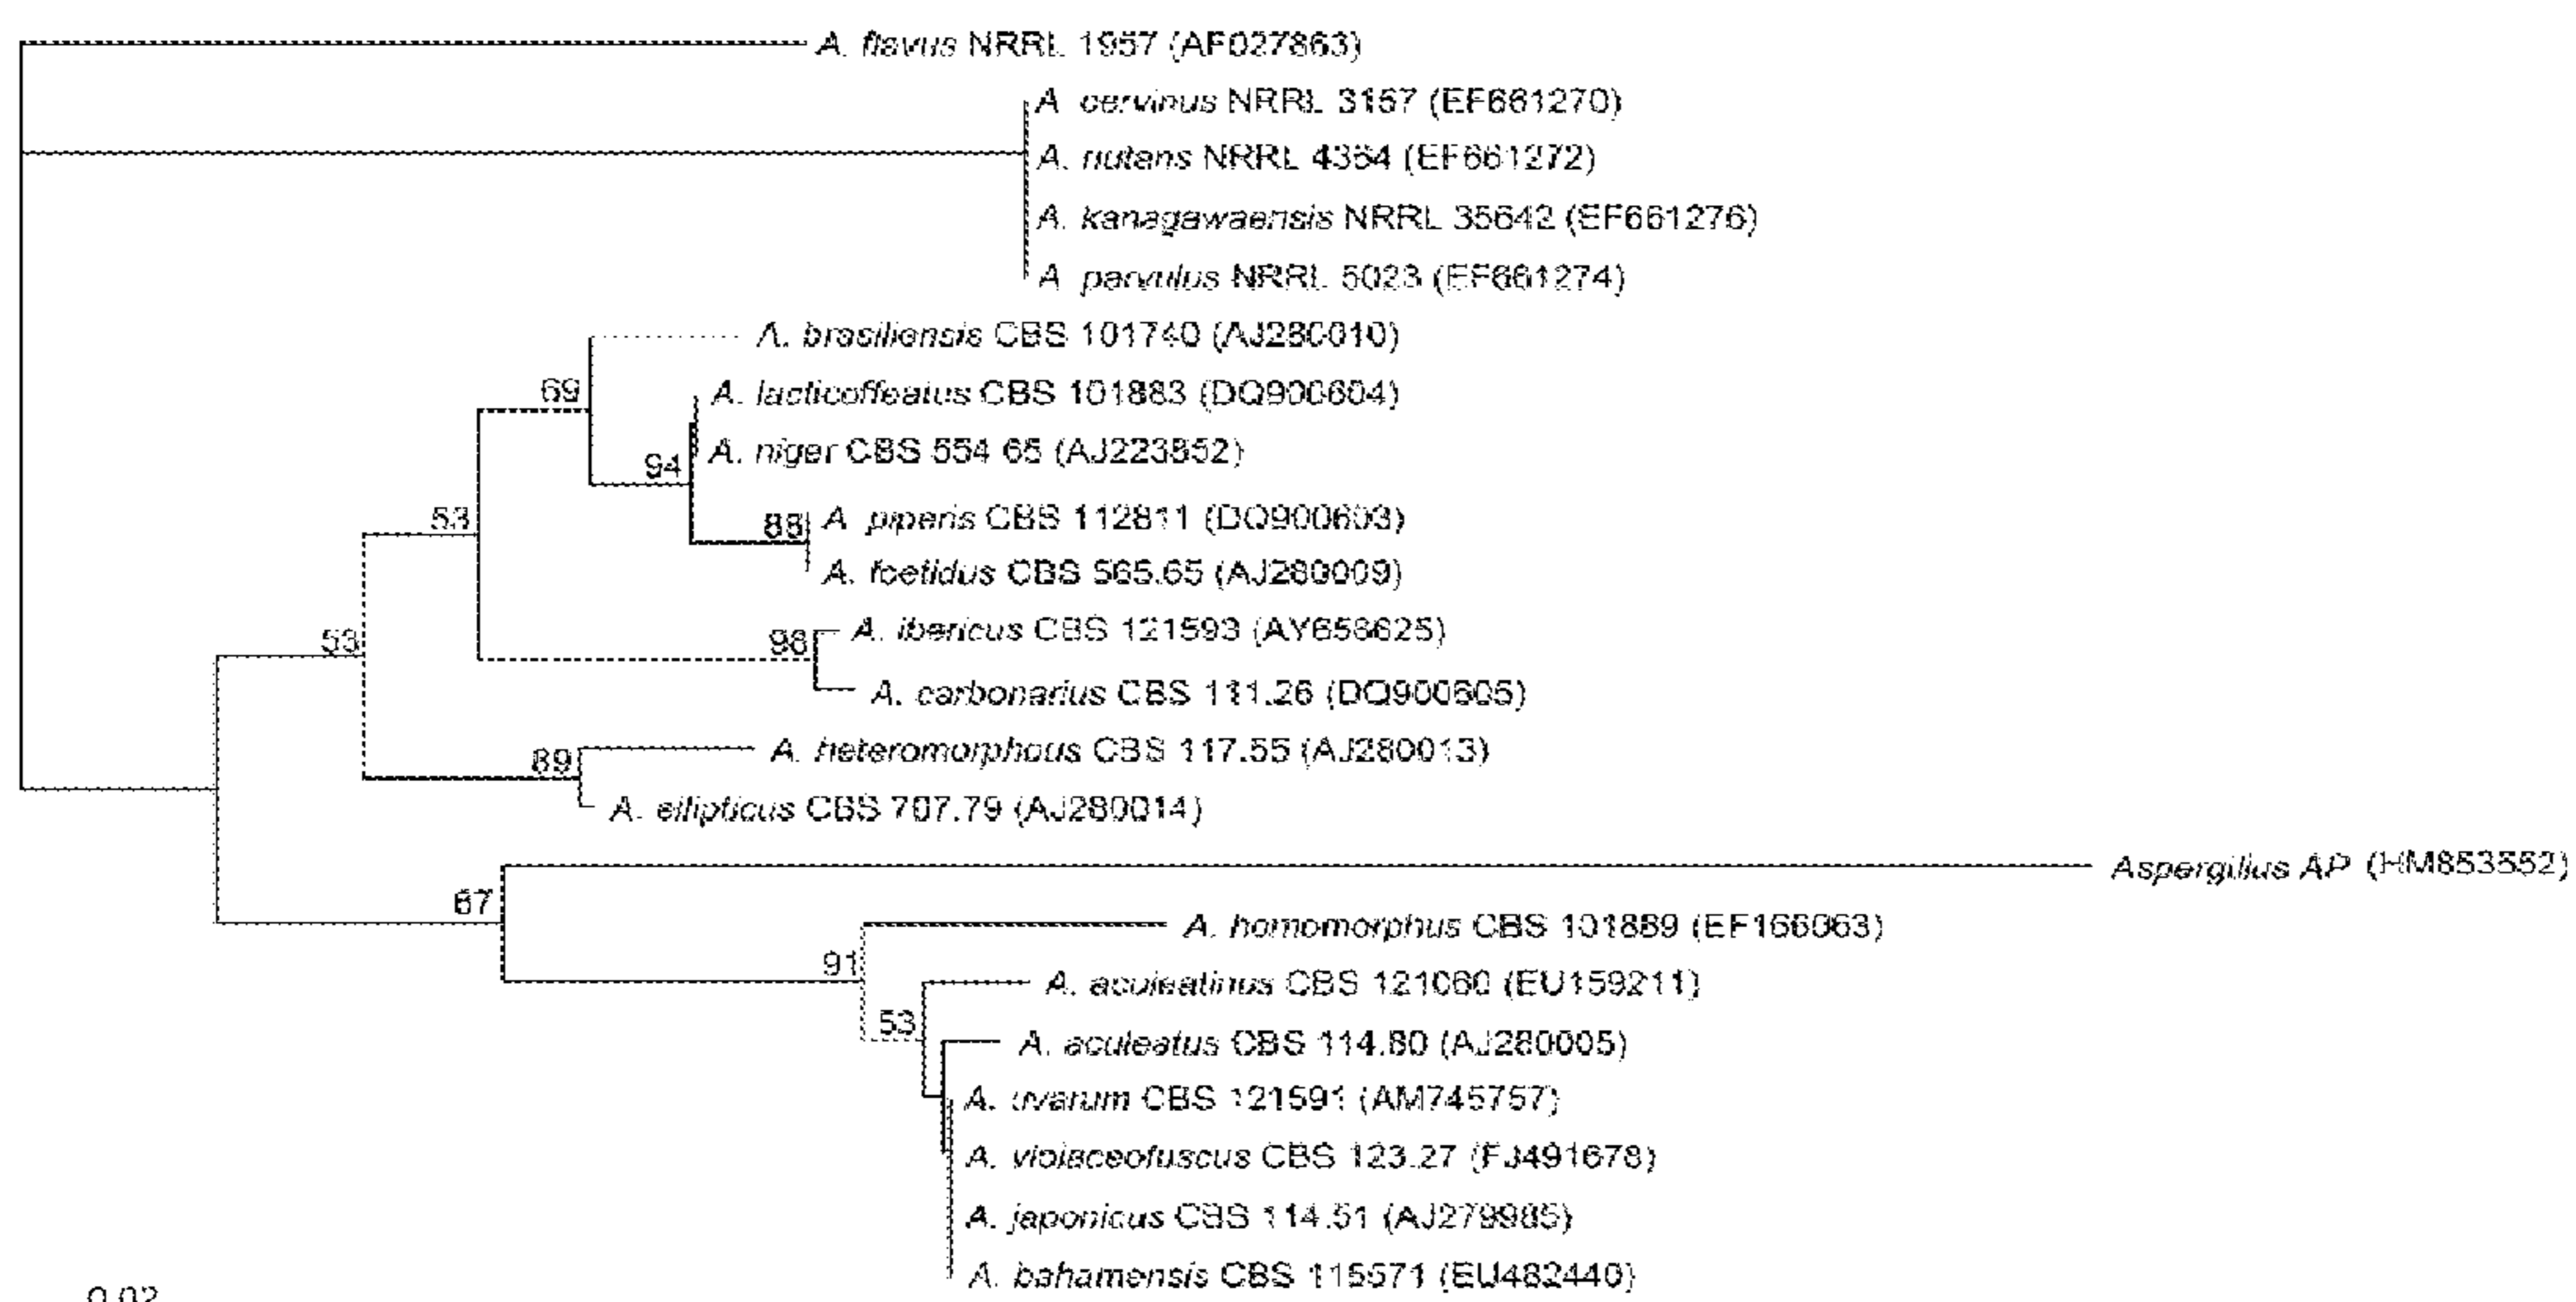 A. flavus NRRL 1957 (AF027863)
A. cervinus NRRL 3157 (EF661270)
A. nutans NRRL 4364 (EF661272)
A. kanagawaensis NRRL 35642 (EF661276)
A. parvulus NRRL 5023 (EF661274)
A. brasiliensis CBS 101740 (AJ280010)
69
A. lacticoffeatus CBS 101883 (DQ900604)
A. niger CBS 554 65 (AJ223852)
94
A. piperis CBS 112811 (DQ900603)
53
88
A. foetidus CBS 565.65 (AJ280009)
A. ibericus CBS 121593 (AY656625)
53
98
A. carbonarius CBS 111.26 (DQ900605)
A. heteromorphous CBS 117.55 (AJ280013)
89
A. ellipticus CBS 707.79 (AJ280014)
Aspergillus AP (HM853552)
67
A. homomorphus CBS 101889 (EF166063)
91
A. aculeatinus CBS 121060 (EU159211)
53
A. aculeatus CBS 114.80 (AJ280005)
A. uvarum CBS 121591 (AM745757)
A. violaceofuscus CBS 123.27 (FJ491678)
A. japonicus CBS 114.51 (AJ279985)
A. bahamensis CBS 115571 (EU482440)
0.02